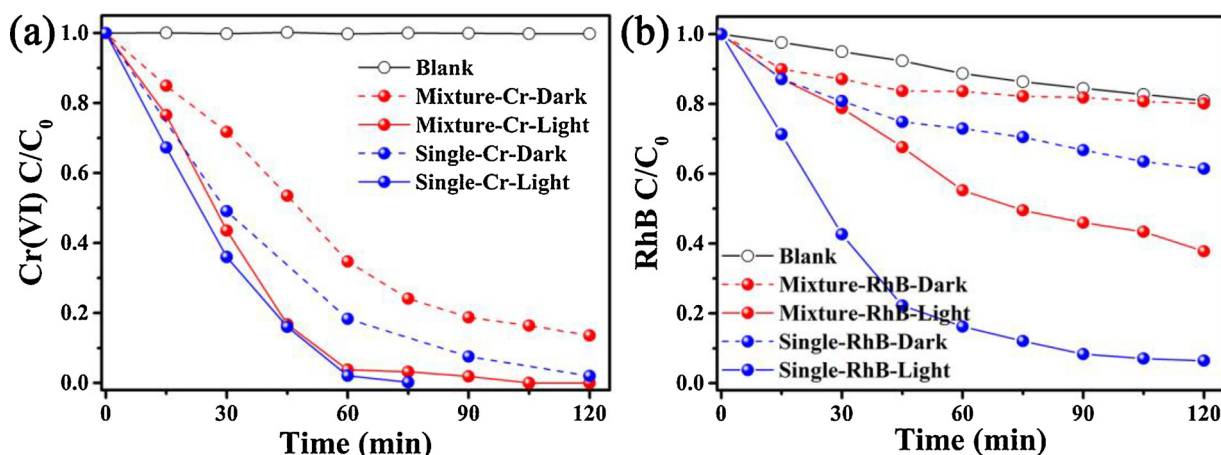 (a)
Cr(VI) C/C0
1.0
0.8
0.6
0.4
0.2
0.0
Blank
Mixture-Cr-Dark
Mixture-Cr-Light
Single-Cr-Dark
Single-Cr-Light
0 30 60 90 120
Time (min)
(b)
RhB C/C0
1.0
0.8
0.6
0.4
0.2
0.0
Blank
Mixture-RhB-Dark
Mixture-RhB-Light
Single-RhB-Dark
Single-RhB-Light
0 30 60 90 120
Time (min)